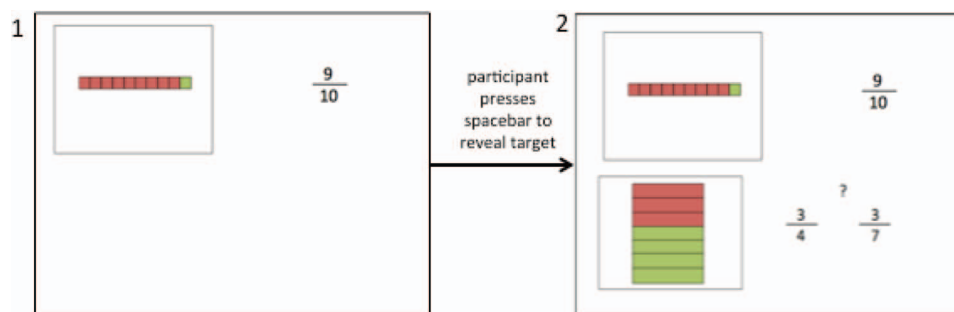 1
9
10
participant
presses
spacebar to
reveal target
2
9
10
?
3 3
4 7